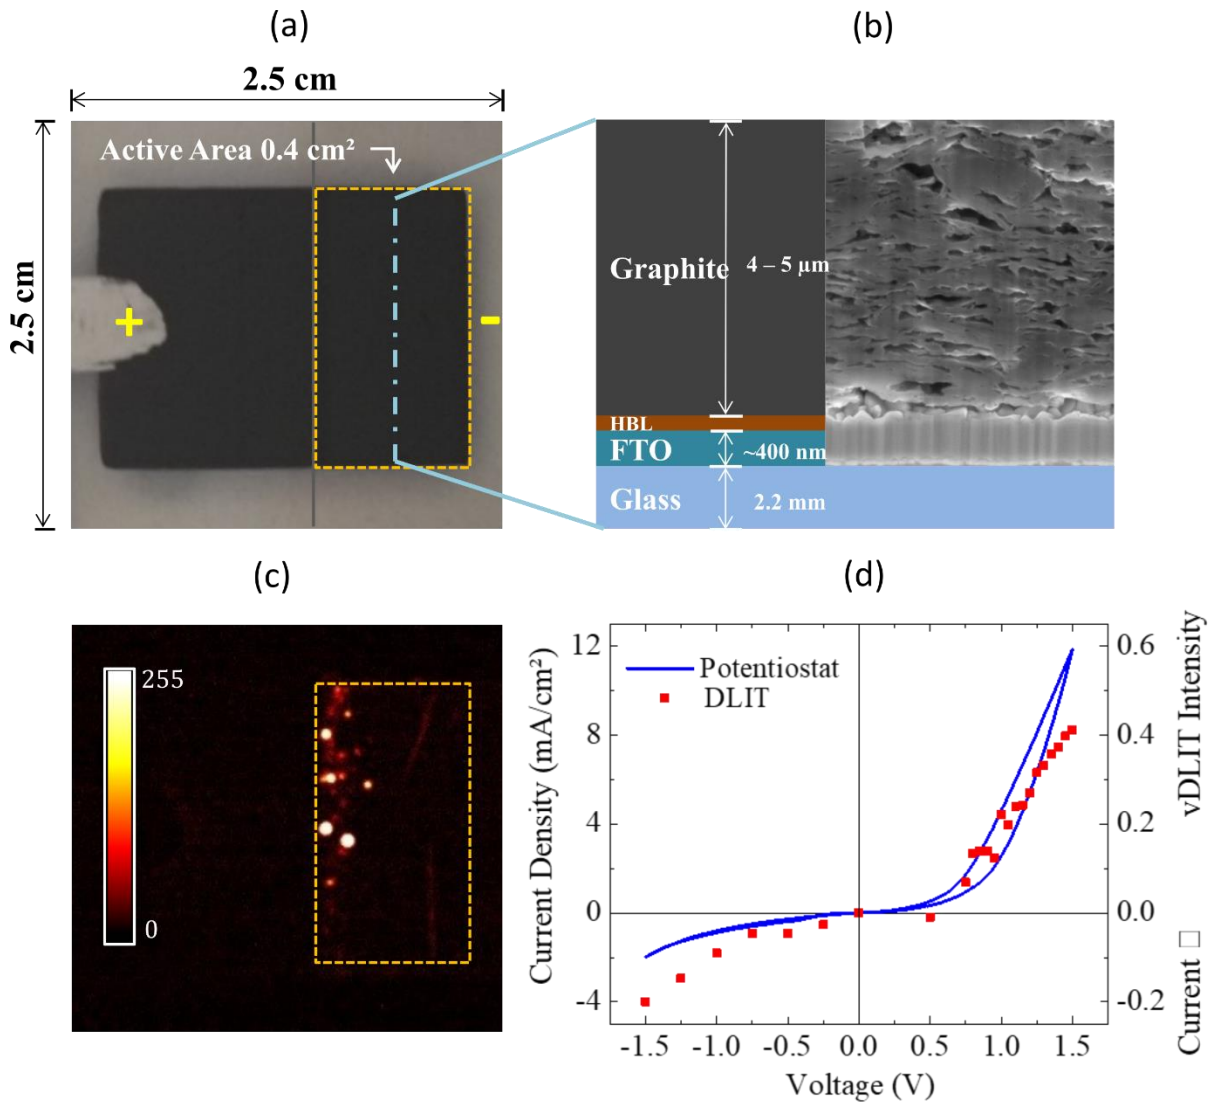 (a)
2.5 cm
2.5 cm
Active Area 0.4 cm²
+
-
(b)
Graphite
4 – 5 µm
HBL
FTO
~400 nm
Glass
2.2 mm
(c)
255
0
(d)
Current Density (mA/cm²)
12
8
4
0
-4
Potentiostat
DLIT
0.6
0.4
0.2
0.0
-0.2
Current □ vDLIT Intensity
-1.5 -1.0 -0.5 0.0 0.5 1.0 1.5
Voltage (V)